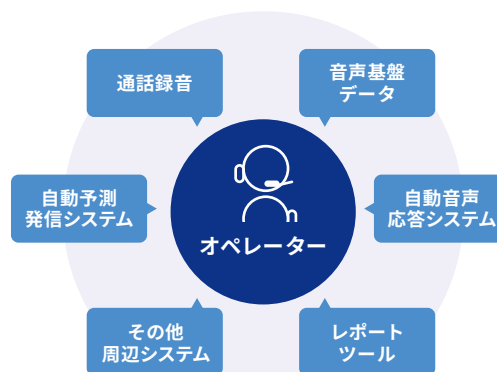 通話録音
音声基盤
データ
自動予測
発信システム
オペレーター
自動音声
応答システム
その他
周辺システム
レポート
ツール